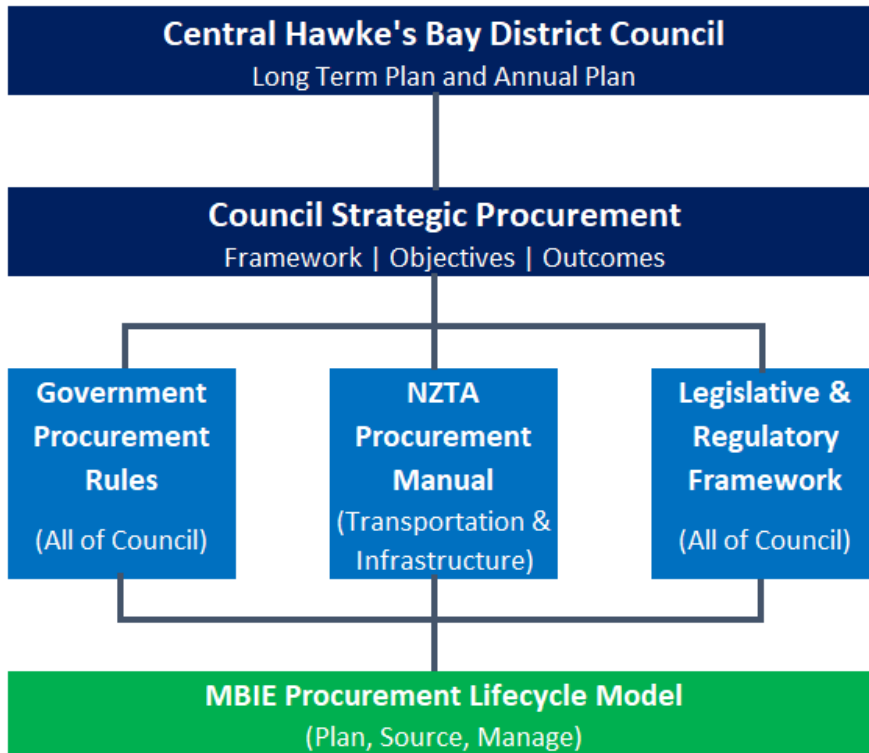 Central Hawke's Bay District Council
Long Term Plan and Annual Plan
Council Strategic Procurement
Framework | Objectives | Outcomes
Government
Procurement
Rules
(All of Council)
NZTA
Procurement
Manual
(Transportation &
Infrastructure)
Legislative &
Regulatory
Framework
(All of Council)
MBIE Procurement Lifecycle Model
(Plan, Source, Manage)